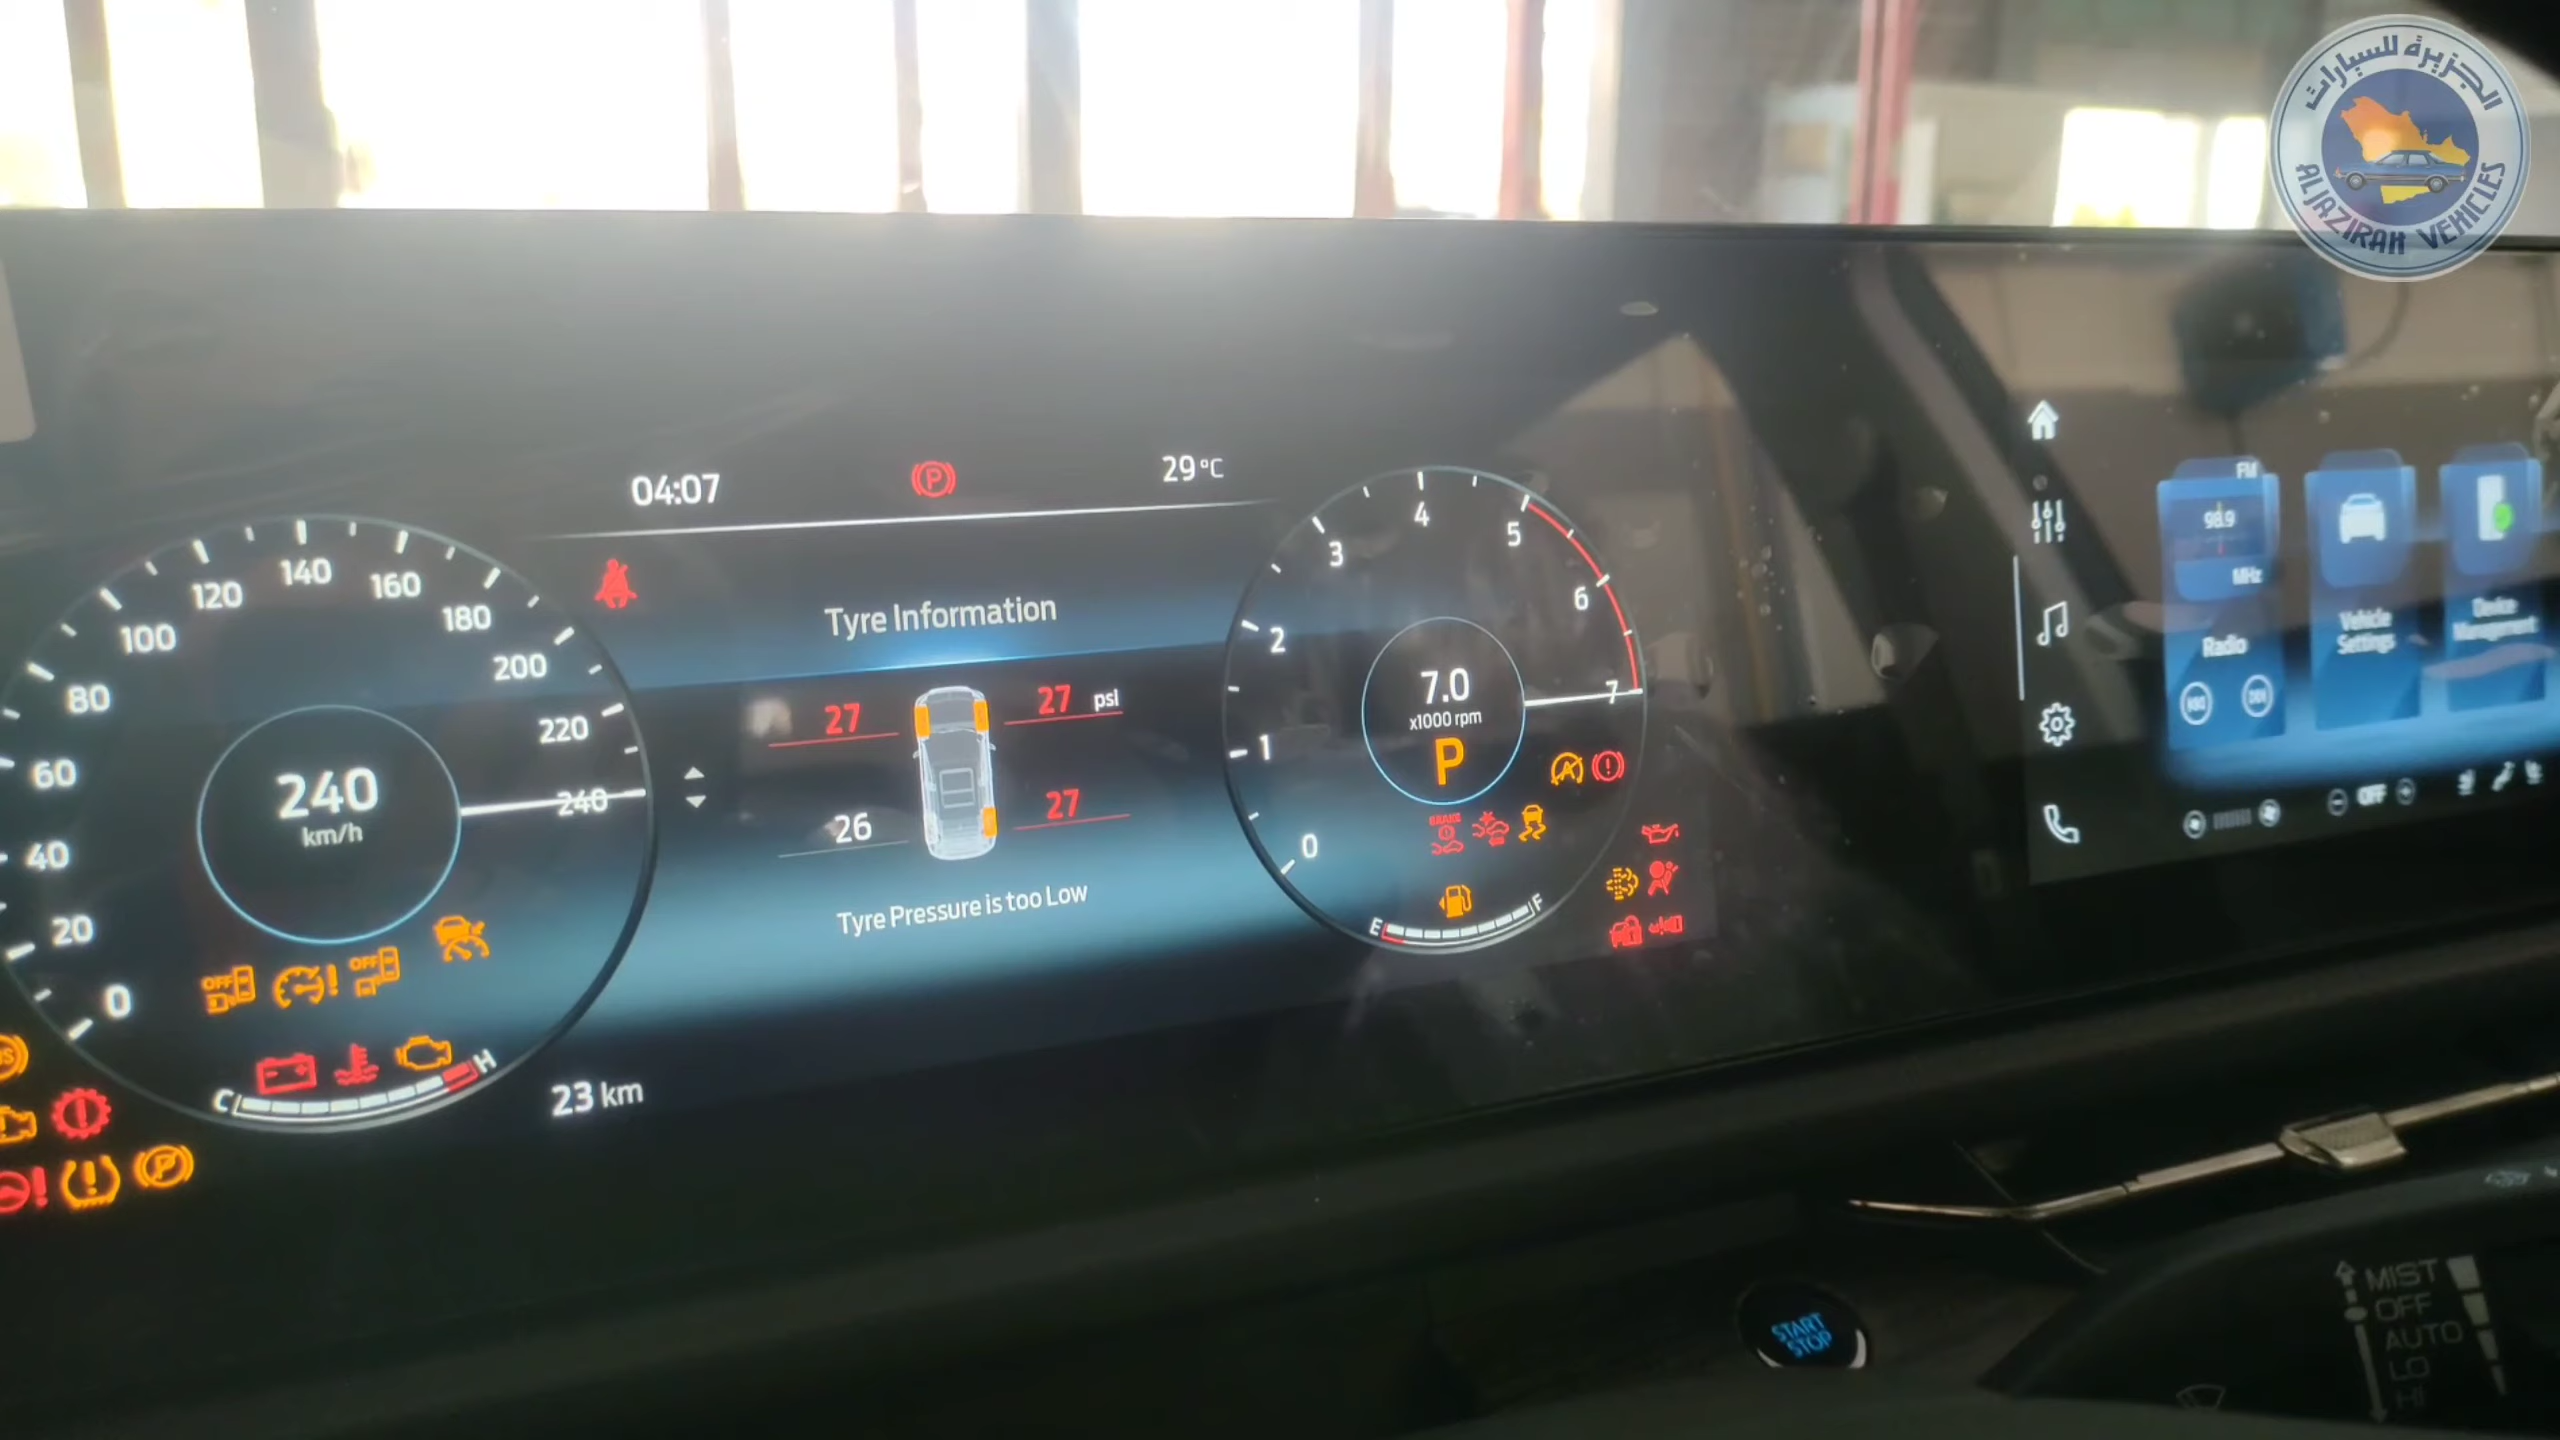 الجزيرة للسيارات
ALJAZIRAH VEHICLES
04:07
29°C
Tyre Information
27
27 psi
26
27
Tyre Pressure is too Low
0
20
40
60
80
100
120
140
160
180
200
220
240
240
km/h
OFF
OFF
C
H
23 km
0
1
2
3
4
5
6
7
7.0
x1000 rpm
P
BRAKE
E
F
FM
98.9
MHz
Radio
Vehicle
Settings
Device
Management
OFF
START
STOP
MIST
OFF
AUTO
LO
HI